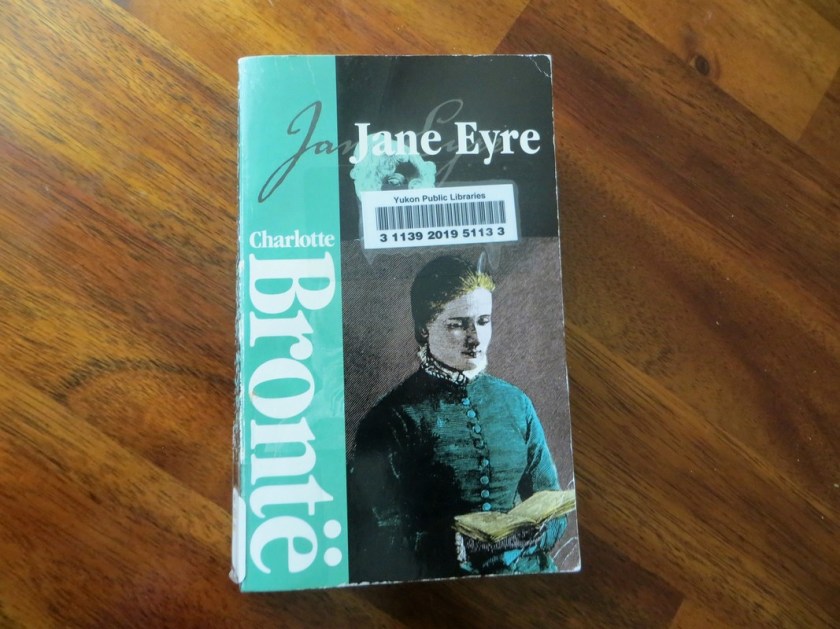 Jane Eyre
Yukon Public Libraries
3 1139 2019 5113 3
Charlotte
Brontë